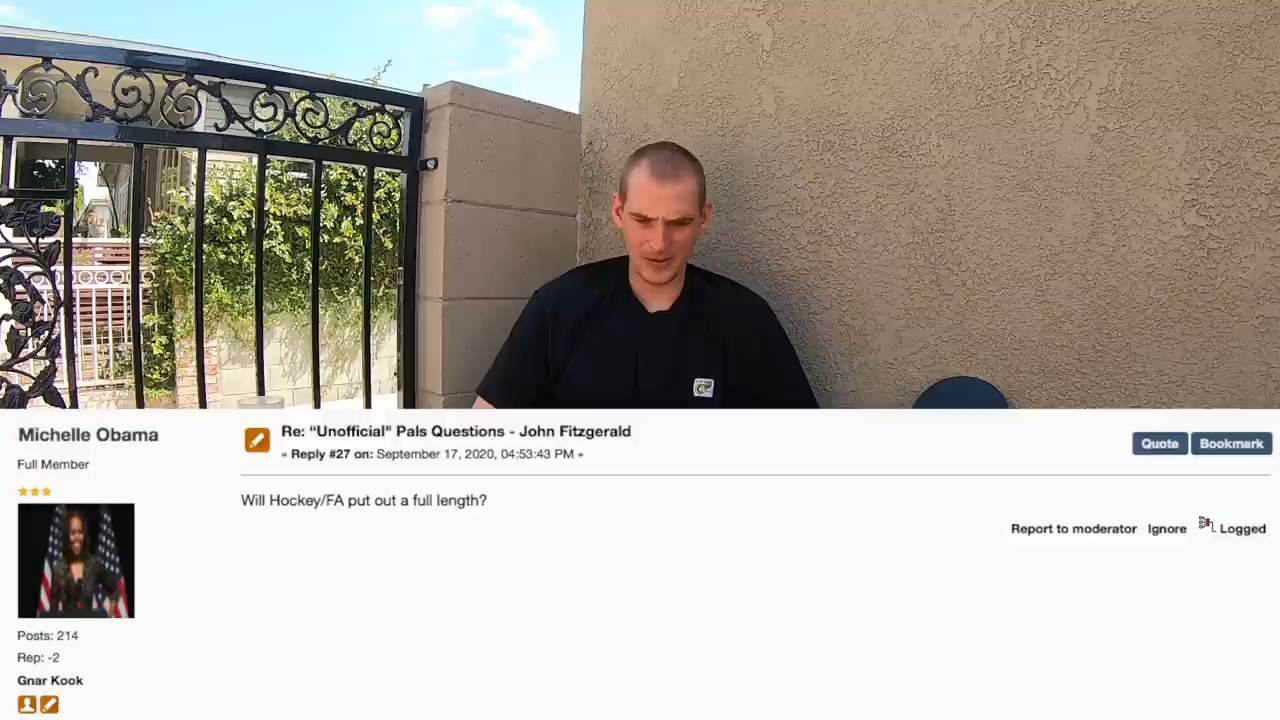 Michelle Obama
Full Member
Re: “Unofficial" Pals Questions - John Fitzgerald
« Reply #27 on: September 17, 2020, 04:53:43 PM »
Quote
Bookmark
Will Hockey/FA put out a full length?
Report to moderator Ignore Logged
Posts: 214
Rep: -2
Gnar Kook